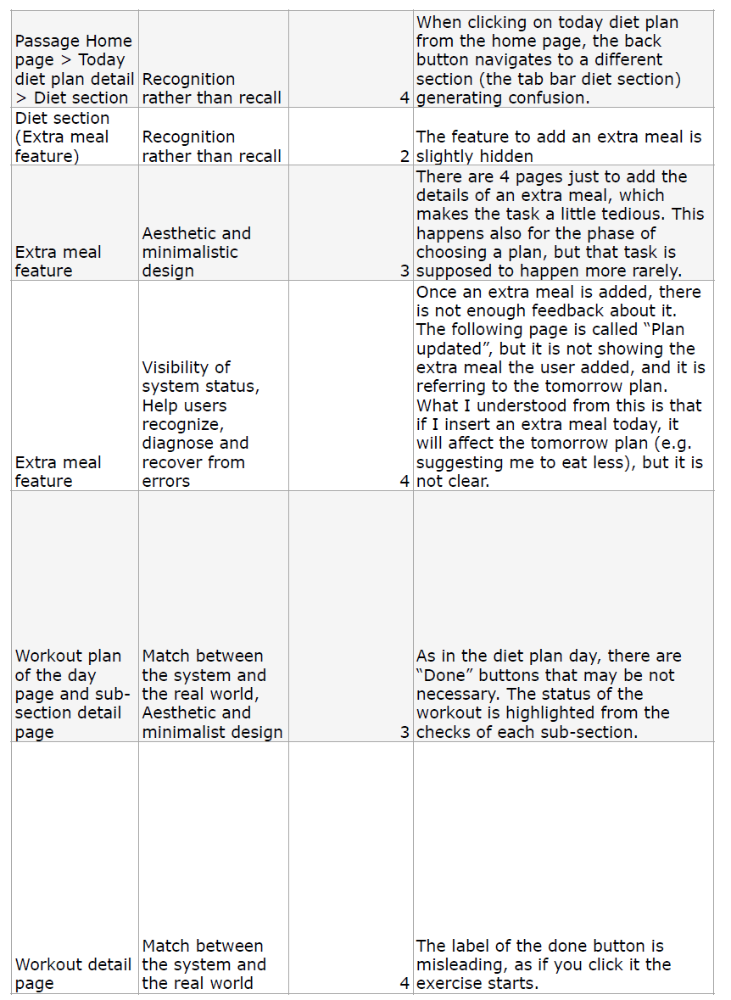 Passage Home
page > Today
diet plan detail
> Diet section
Recognition
rather than recall
4
When clicking on today diet plan
from the home page, the back
button navigates to a different
section (the tab bar diet section)
generating confusion.
Diet section
(Extra meal
feature)
Recognition
rather than recall
2
The feature to add an extra meal is
slightly hidden
Extra meal
feature
Aesthetic and
minimalistic
design
3
There are 4 pages just to add the
details of an extra meal, which
makes the task a little tedious. This
happens also for the phase of
choosing a plan, but that task is
supposed to happen more rarely.
Extra meal
feature
Visibility of
system status,
Help users
recognize,
diagnose and
recover from
errors
4
Once an extra meal is added, there
is not enough feedback about it.
The following page is called “Plan
updated”, but it is not showing the
extra meal the user added, and it is
referring to the tomorrow plan.
What I understood from this is that
if I insert an extra meal today, it
will affect the tomorrow plan (e.g.
suggesting me to eat less), but it is
not clear.
Workout plan
of the day
page and sub-
section detail
page
Match between
the system and
the real world,
Aesthetic and
minimalist design
3
As in the diet plan day, there are
“Done” buttons that may be not
necessary. The status of the
workout is highlighted from the
checks of each sub-section.
Workout detail
page
Match between
the system and
the real world
4
The label of the done button is
misleading, as if you click it the
exercise starts.